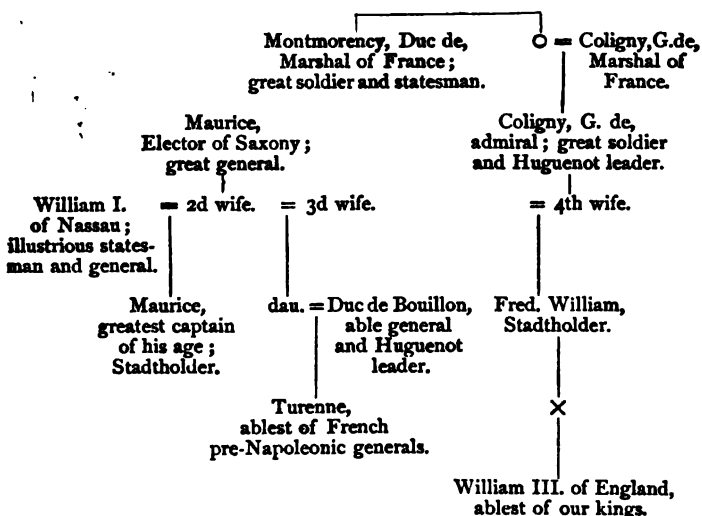 Montmorency, Duc de,
Marshal of France;
great soldier and statesman.
O = Coligny, G. de,
Marshal of
France.
Maurice,
Elector of Saxony;
great general.
Coligny, G. de,
admiral; great soldier
and Huguenot leader.
William I.
of Nassau;
illustrious states-
man and general.
= 2d wife.
= 3d wife.
= 4th wife.
Maurice,
greatest captain
of his age;
Stadtholder.
dau. = Duc de Bouillon,
able general
and Huguenot
leader.
Fred. William,
Stadtholder.
Turenne,
ablest of French
pre-Napoleonic generals.
×
William III. of England,
ablest of our kings.